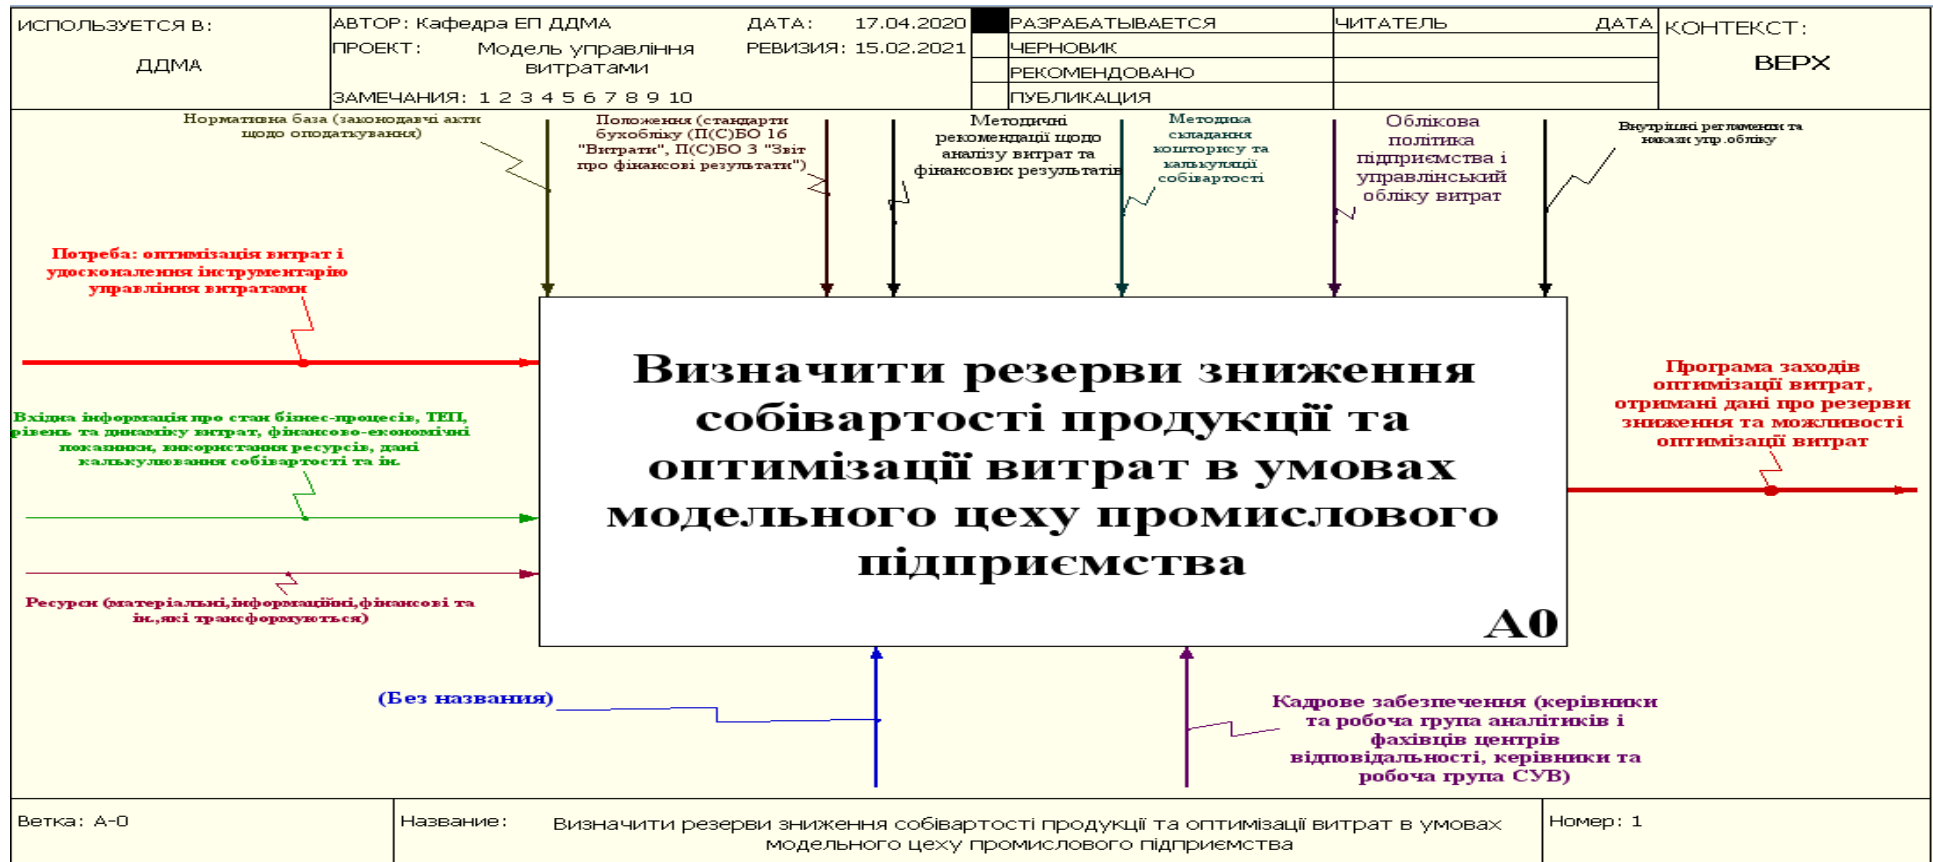 ИСПОЛЬЗУЕТСЯ В:
ДДМА
АВТОР: Кафедра ЕП ДДМА
ДАТА: 17.04.2020
ПРОЕКТ: Модель управління
витратами
РЕВИЗИЯ: 15.02.2021
ЗАМЕЧАНИЯ: 1 2 3 4 5 6 7 8 9 10
РАЗРАБАТЫВАЕТСЯ
ЧЕРНОВИК
РЕКОМЕНДОВАНО
ПУБЛИКАЦИЯ
ЧИТАТЕЛЬ ДАТА
КОНТЕКСТ:
ВЕРХ
Нормативна база (законодавчі акти
щодо оподаткування)
Положення (стандарти
бухобліку (П(С)БО 16
"Витрати", П(С)БО 3 "Звіт
про фінансові результати")
Методичні
рекомендації щодо
аналізу витрат та
фінансових результатів
Методика
складання
кошторису та
калькуляції
собівартості
Облікова
політика
підприємства і
управлінський
обліку витрат
Внутрішні регламенти та
накази упр.обліку
Потреба: оптимізація витрат і
удосконалення інструментарію
управління витратами
Вхідна інформація про стан бізнес-процесів, ТЕП,
рівень та динаміку витрат, фінансово-економічні
показники, використання ресурсів, дані
калькулювання собівартості та ін.
Ресурси (матеріальні,інформаційні,фінансові та
ін.,які трансформуються)
Визначити резерви зниження
собівартості продукції та
оптимізації витрат в умовах
модельного цеху промислового
підприємства
A0
Програма заходів
оптимізації витрат,
отримані дані про резерви
зниження та можливості
оптимізації витрат
(Без названия)
Кадрове забезпечення (керівники
та робоча група аналітиків і
фахівців центрів
відповідальності, керівники та
робоча група СУВ)
Ветка: A-0
Название: Визначити резерви зниження собівартості продукції та оптимізації витрат в умовах
модельного цеху промислового підприємства
Номер: 1